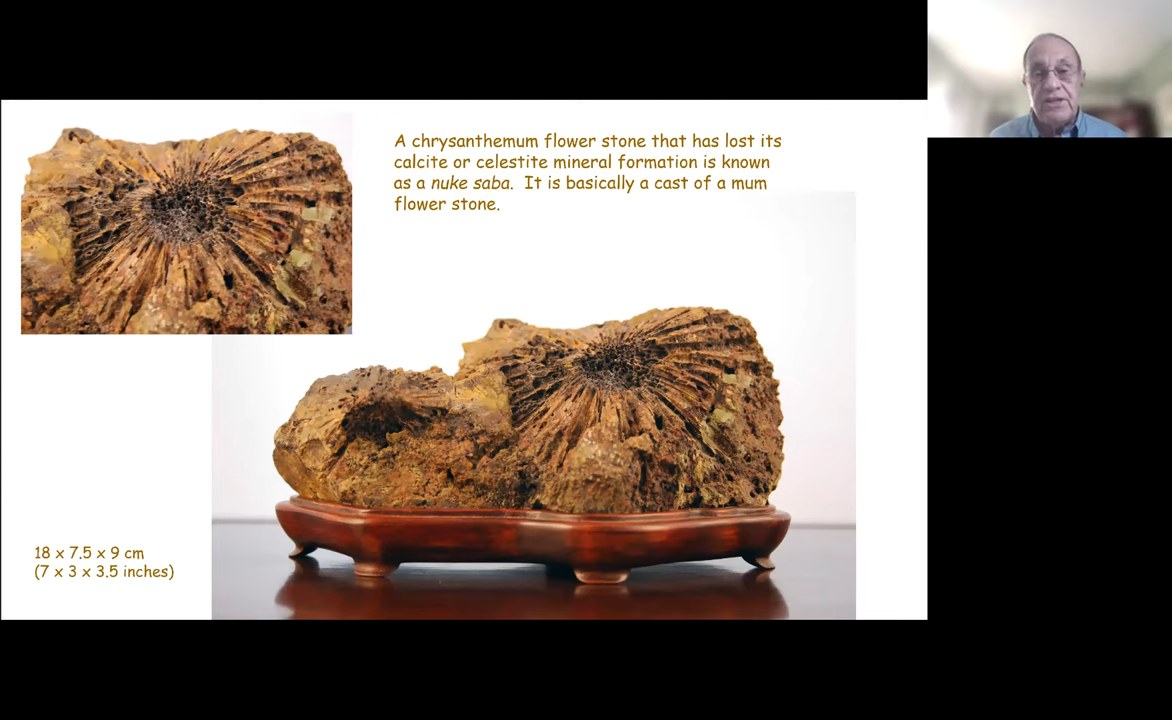 A chrysanthemum flower stone that has lost its
calcite or celestite mineral formation is known
as a nuke saba.  It is basically a cast of a mum
flower stone.
18 x 7.5 x 9 cm
(7 x 3 x 3.5 inches)